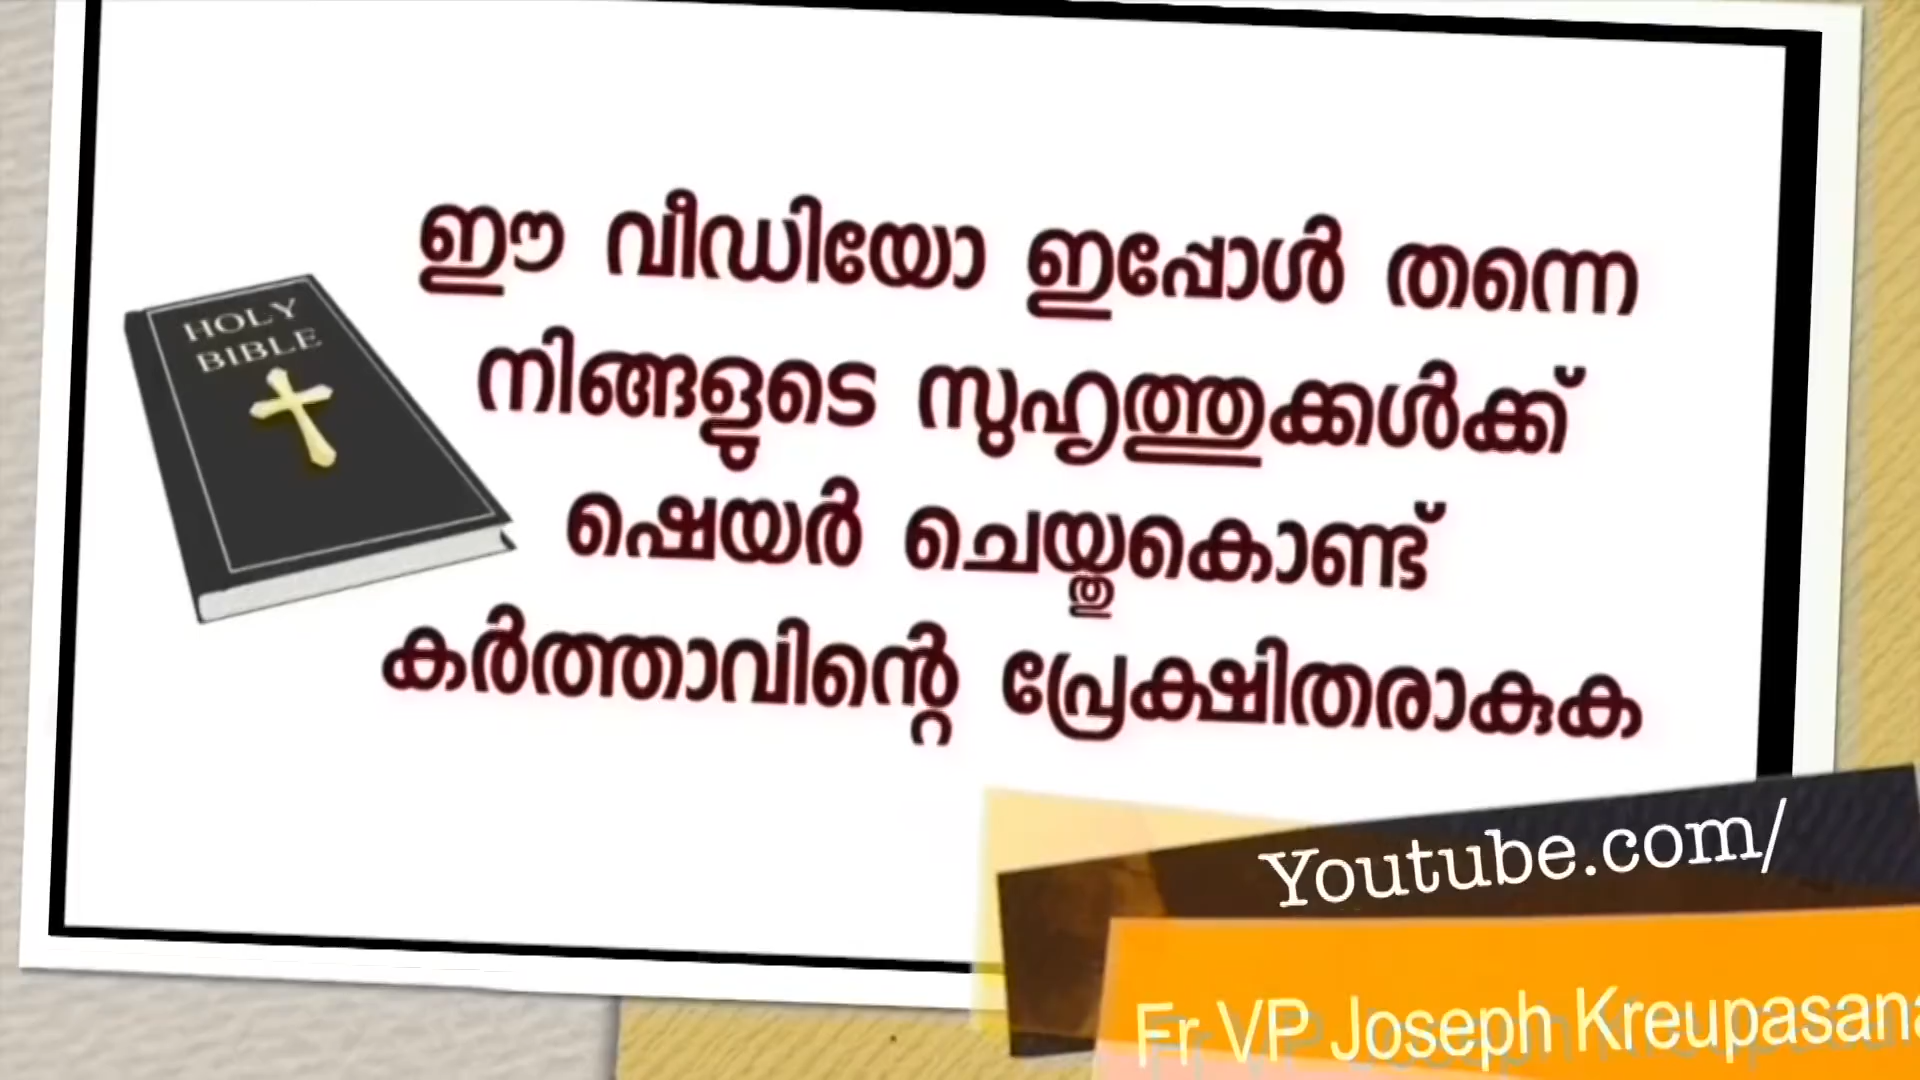 HOLY
BIBLE
ഈ വീഡിയോ ഇപ്പോൾ തന്നെ
നിങ്ങളുടെ സുഹൃത്തുക്കൾക്ക്
ഷെയർ ചെയ്തുകൊണ്ട്
കർത്താവിന്റെ പ്രേക്ഷിതരാകുക
Youtube.com/
Fr VP Joseph Kreupasana